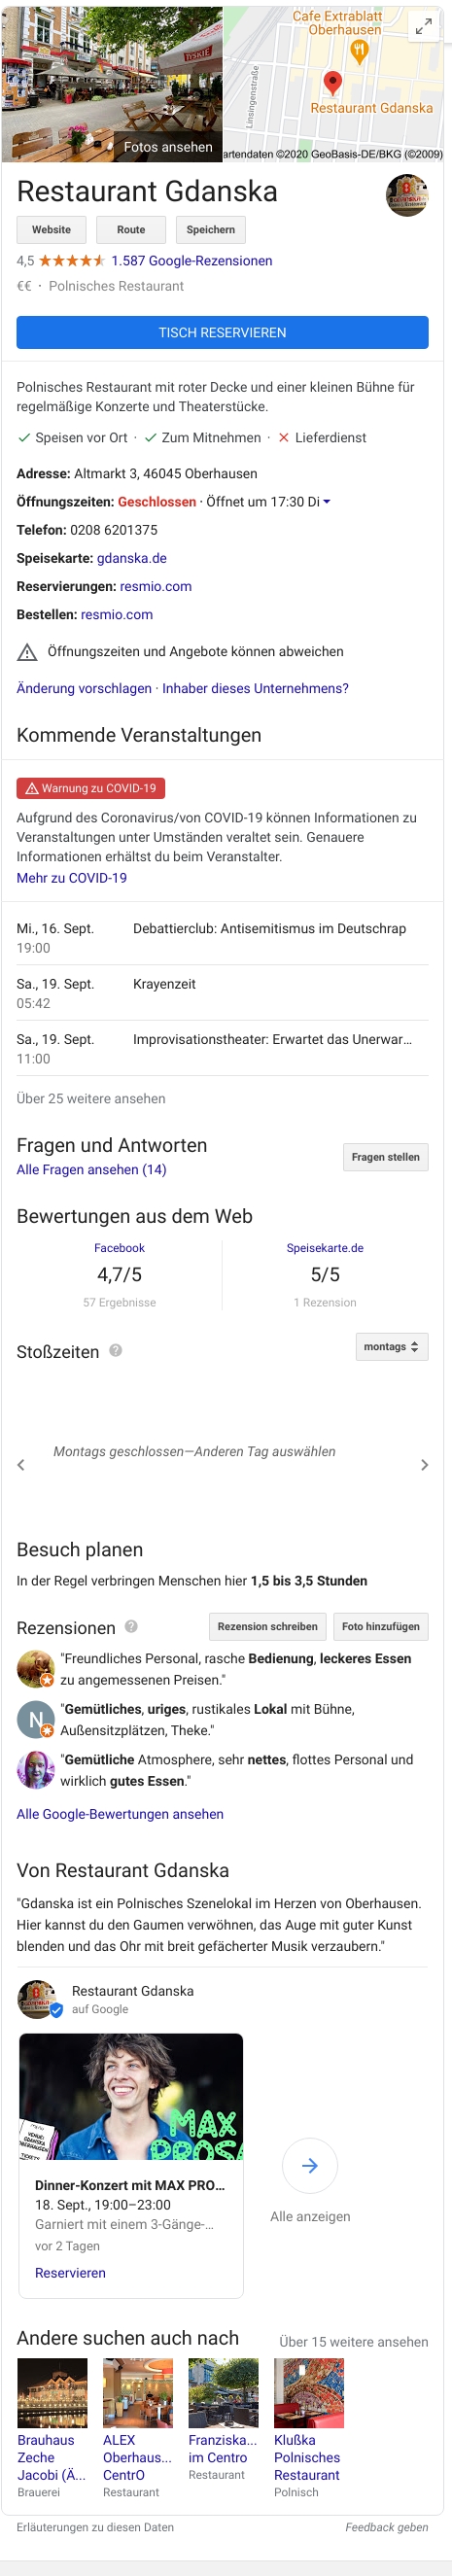 Cafe Extrablatt
Oberhausen
Linsingenstraße
Restaurant Gdanska
TYSKIE
Fotos ansehen
artendaten ©2020 GeoBasis-DE/BKG (©2009)
Restaurant Gdanska
Website Route Speichern
4,5 1.587 Google-Rezensionen
€€ · Polnisches Restaurant
TISCH RESERVIEREN
Polnisches Restaurant mit roter Decke und einer kleinen Bühne für
regelmäßige Konzerte und Theaterstücke.
Speisen vor Ort · Zum Mitnehmen · Lieferdienst
Adresse: Altmarkt 3, 46045 Oberhausen
Öffnungszeiten: Geschlossen · Öffnet um 17:30 Di
Telefon: 0208 6201375
Speisekarte: gdanska.de
Reservierungen: resmio.com
Bestellen: resmio.com
Öffnungszeiten und Angebote können abweichen
Änderung vorschlagen · Inhaber dieses Unternehmens?
Kommende Veranstaltungen
Warnung zu COVID-19
Aufgrund des Coronavirus/von COVID-19 können Informationen zu
Veranstaltungen unter Umständen veraltet sein. Genauere
Informationen erhältst du beim Veranstalter.
Mehr zu COVID-19
Mi., 16. Sept. Debattierclub: Antisemitismus im Deutschrap
19:00
Sa., 19. Sept. Krayenzeit
05:42
Sa., 19. Sept. Improvisationstheater: Erwartet das Unerwar…
11:00
Über 25 weitere ansehen
Fragen und Antworten
Alle Fragen ansehen (14)
Fragen stellen
Bewertungen aus dem Web
Facebook Speisekarte.de
4,7/5 5/5
57 Ergebnisse 1 Rezension
Stoßzeiten montags
Montags geschlossen—Anderen Tag auswählen
Besuch planen
In der Regel verbringen Menschen hier 1,5 bis 3,5 Stunden
Rezensionen Rezension schreiben Foto hinzufügen
"Freundliches Personal, rasche Bedienung, leckeres Essen
zu angemessenen Preisen."
N
"Gemütliches, uriges, rustikales Lokal mit Bühne,
Außensitzplätzen, Theke."
"Gemütliche Atmosphere, sehr nettes, flottes Personal und
wirklich gutes Essen."
Alle Google-Bewertungen ansehen
Von Restaurant Gdanska
"Gdanska ist ein Polnisches Szenelokal im Herzen von Oberhausen.
Hier kannst du den Gaumen verwöhnen, das Auge mit guter Kunst
blenden und das Ohr mit breit gefächerter Musik verzaubern."
Restaurant Gdanska
auf Google
MAX
PROSA
Dinner-Konzert mit MAX PRO…
18. Sept., 19:00–23:00
Garniert mit einem 3-Gänge-…
vor 2 Tagen
Reservieren
Alle anzeigen
Andere suchen auch nach Über 15 weitere ansehen
Brauhaus
Zeche
Jacobi (Ä...
Brauerei
ALEX
Oberhaus...
CentrO
Restaurant
Franziska...
im Centro
Restaurant
Klußka
Polnisches
Restaurant
Polnisch
Erläuterungen zu diesen Daten Feedback geben